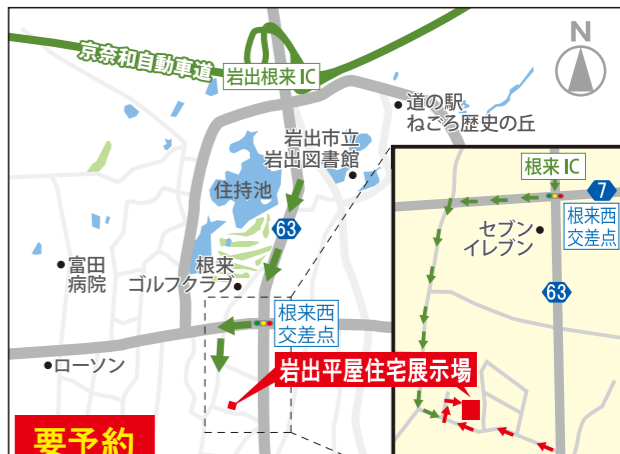 京奈和自動車道
岩出根来IC
N
道の駅
ねごろ歴史の丘
岩出市立
岩出図書館
住持池
63
富田
病院
根来
ゴルフクラブ
根来西
交差点
ローソン
岩出平屋住宅展示場
要予約
根来IC
7
根来西
交差点
セブン
イレブン
63